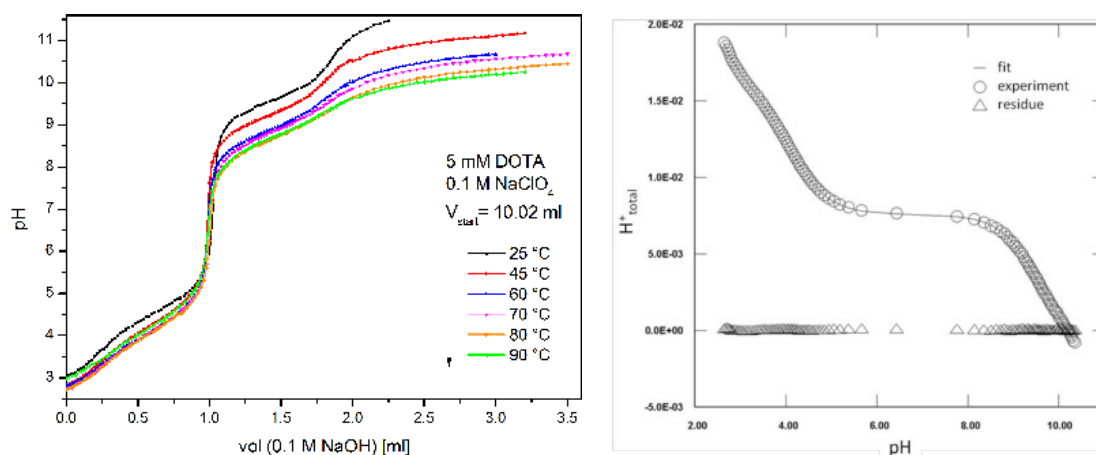 11
10
9
8
7
6
5
4
3
pH
5 mM DOTA
0.1 M NaClO4
Vstart= 10.02 ml
25 °C
45 °C
60 °C
70 °C
80 °C
90 °C
0.0 0.5 1.0 1.5 2.0 2.5 3.0 3.5
vol (0.1 M NaOH) [ml]
2.0E-02
1.5E-02
1.0E-02
5.0E-03
0.0E+00
-5.0E-03
H+total
fit
experiment
residue
2.00 4.00 6.00 8.00 10.00
pH